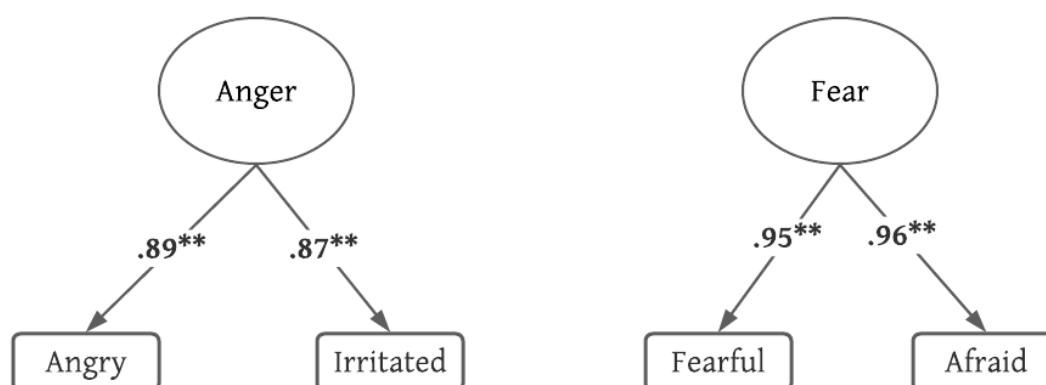 Anger
Fear
.89**
.87**
.95**
.96**
Angry
Irritated
Fearful
Afraid